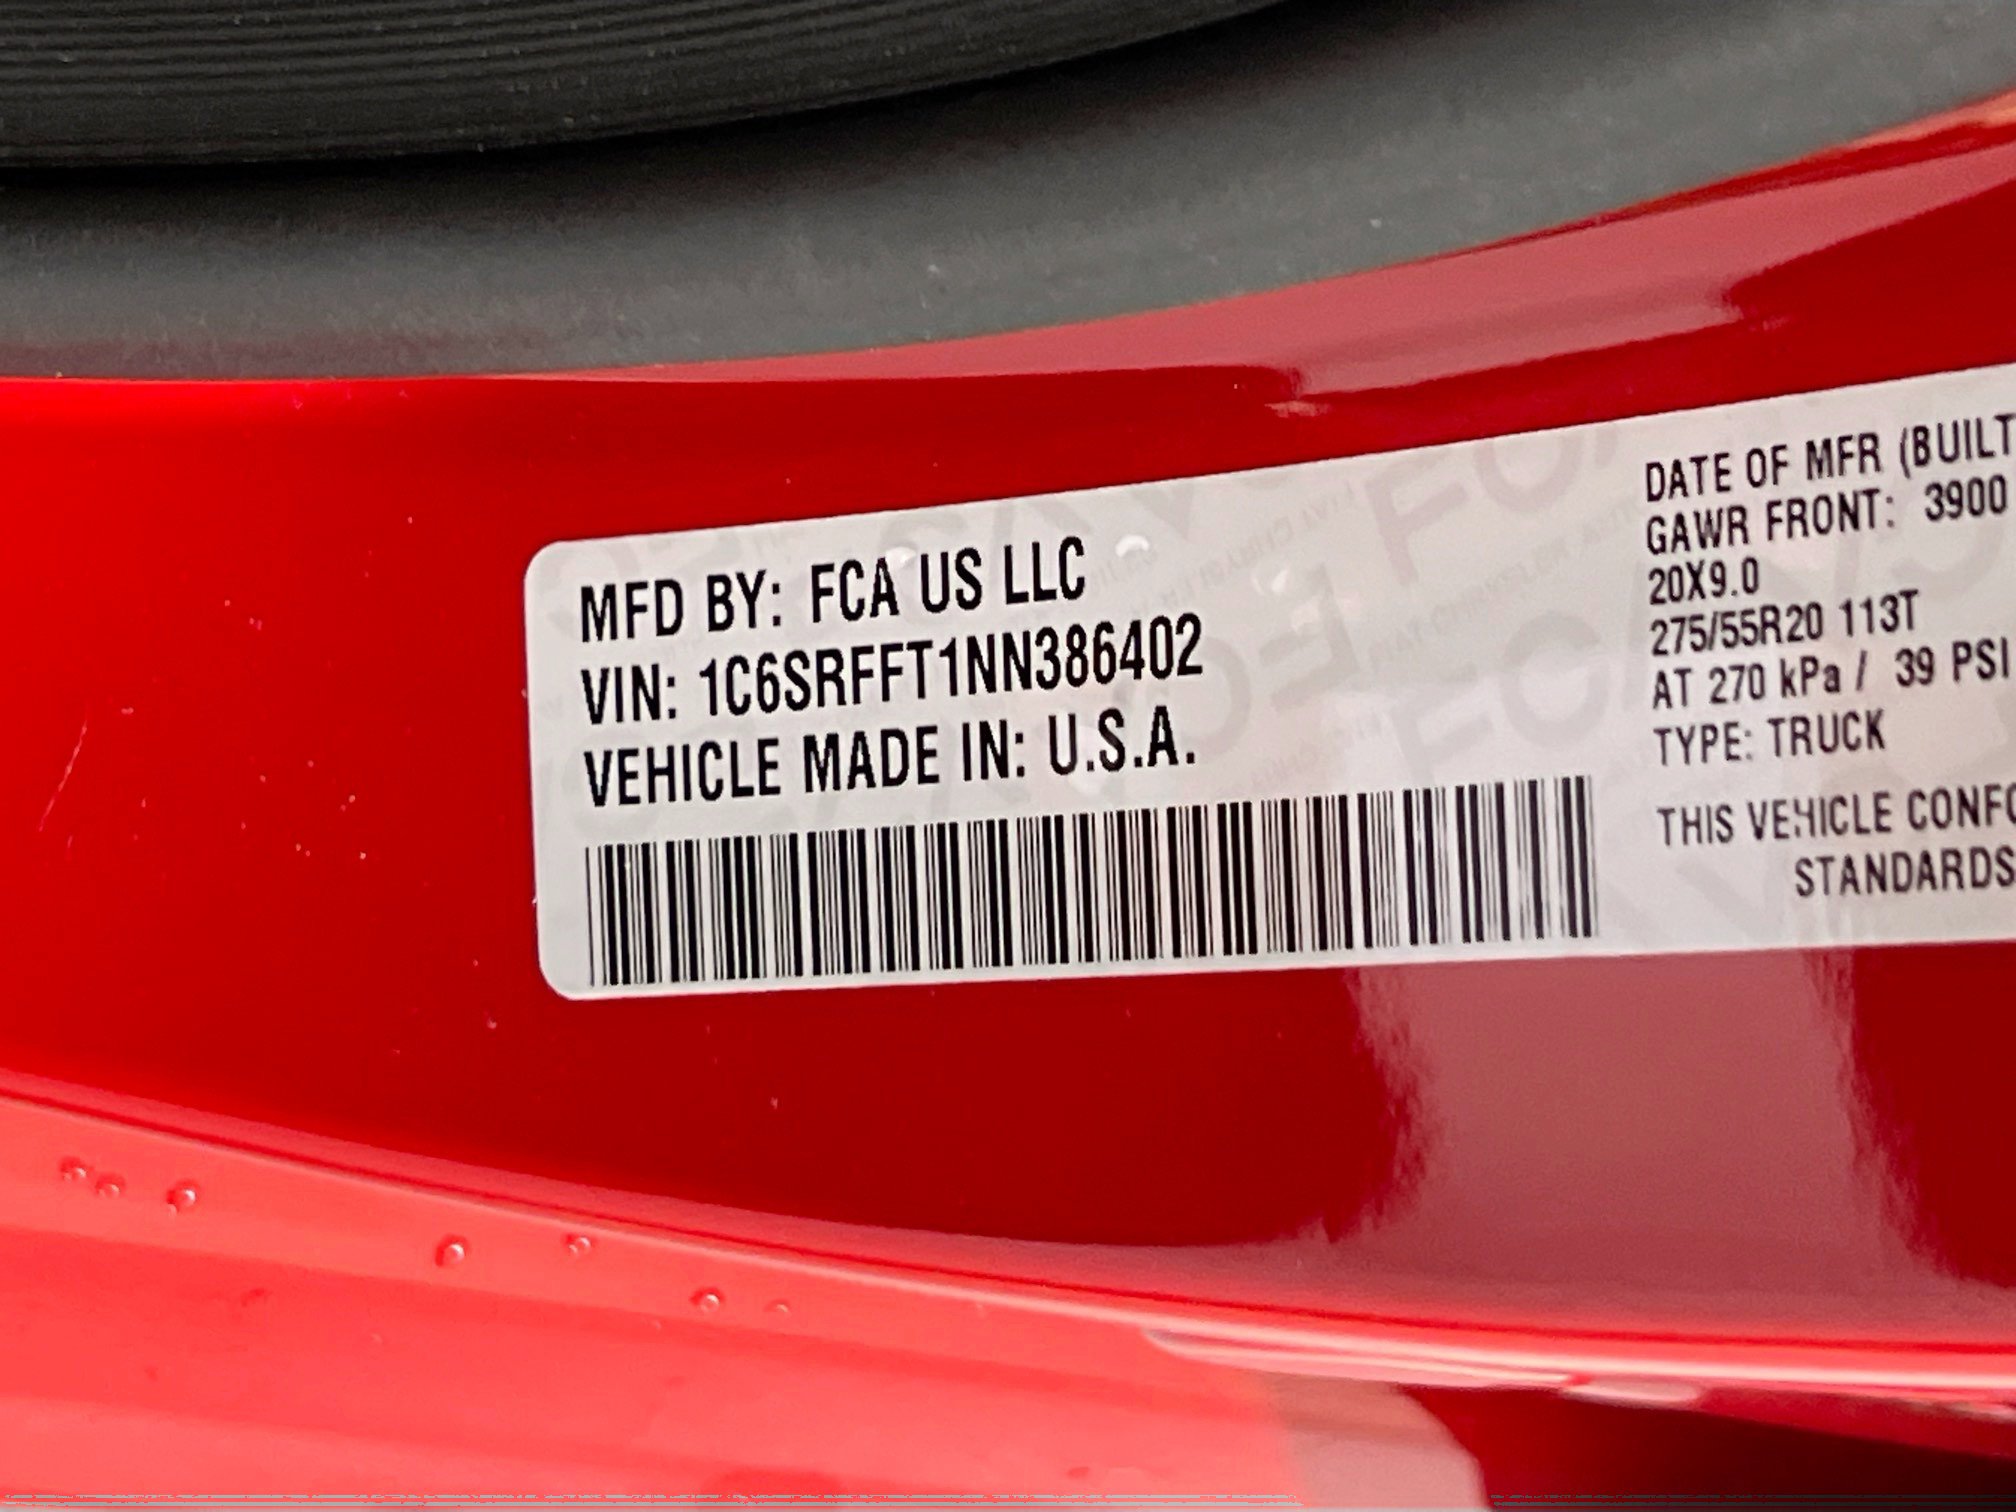 MFD BY: FCA US LLC
VIN: 1C6SRFFT1NN386402
VEHICLE MADE IN: U.S.A.
DATE OF MFR (BUILT
GAWR FRONT: 3900
20X9.0
275/55R20 113T
AT 270 kPa / 39 PSI
TYPE: TRUCK
THIS VEHICLE CONFO
STANDARDS